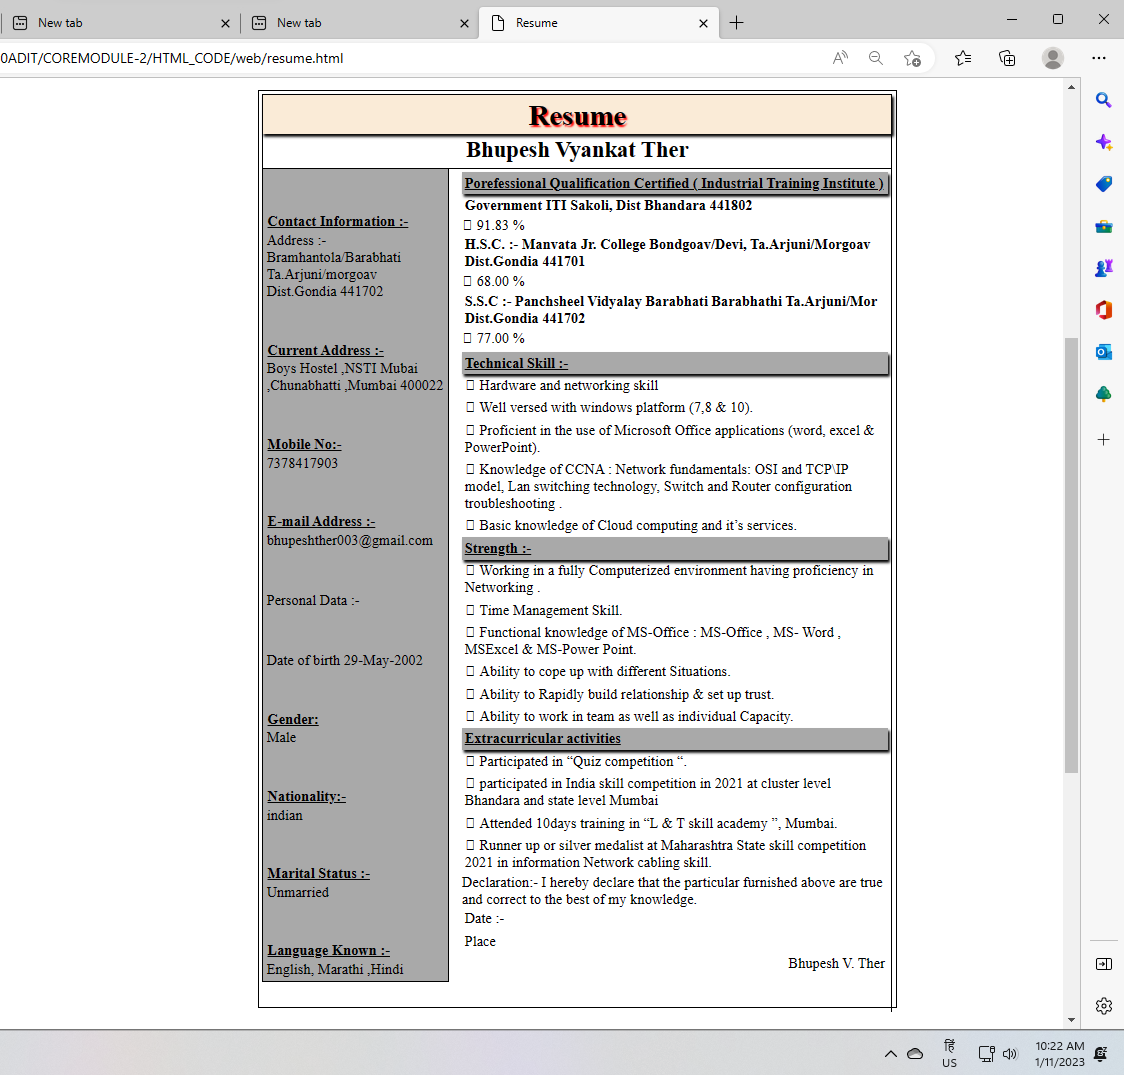 New tab
New tab
Resume
0ADIT/COREMODULE-2/HTML_CODE/web/resume.html
Resume
Bhupesh Vyankat Ther
Contact Information :-
Address :-
Bramhantola/Barabhati
Ta.Arjuni/morgoav
Dist.Gondia 441702
Current Address :-
Boys Hostel ,NSTI Mubai
,Chunabhatti ,Mumbai 400022
Mobile No:-
7378417903
E-mail Address :-
bhupeshther003@gmail.com
Personal Data :-
Date of birth 29-May-2002
Gender:
Male
Nationality:-
indian
Marital Status :-
Unmarried
Language Known :-
English, Marathi ,Hindi
Porefessional Qualification Certified ( Industrial Training Institute )
Government ITI Sakoli, Dist Bhandara 441802
91.83 %
H.S.C. :- Manvata Jr. College Bondgoav/Devi, Ta.Arjuni/Morgoav
Dist.Gondia 441701
68.00 %
S.S.C :- Panchsheel Vidyalay Barabhati Barabhathi Ta.Arjuni/Mor
Dist.Gondia 441702
77.00 %
Technical Skill :-
Hardware and networking skill
Well versed with windows platform (7,8 & 10).
Proficient in the use of Microsoft Office applications (word, excel &
PowerPoint).
Knowledge of CCNA : Network fundamentals: OSI and TCP\IP
model, Lan switching technology, Switch and Router configuration
troubleshooting .
Basic knowledge of Cloud computing and it’s services.
Strength :-
Working in a fully Computerized environment having proficiency in
Networking .
Time Management Skill.
Functional knowledge of MS-Office : MS-Office , MS- Word ,
MSExcel & MS-Power Point.
Ability to cope up with different Situations.
Ability to Rapidly build relationship & set up trust.
Ability to work in team as well as individual Capacity.
Extracurricular activities
Participated in “Quiz competition “.
participated in India skill competition in 2021 at cluster level
Bhandara and state level Mumbai
Attended 10days training in “L & T skill academy ”, Mumbai.
Runner up or silver medalist at Maharashtra State skill competition
2021 in information Network cabling skill.
Declaration:- I hereby declare that the particular furnished above are true
and correct to the best of my knowledge.
Date :-
Place
Bhupesh V. Ther
हिं
US
10:22 AM
1/11/2023